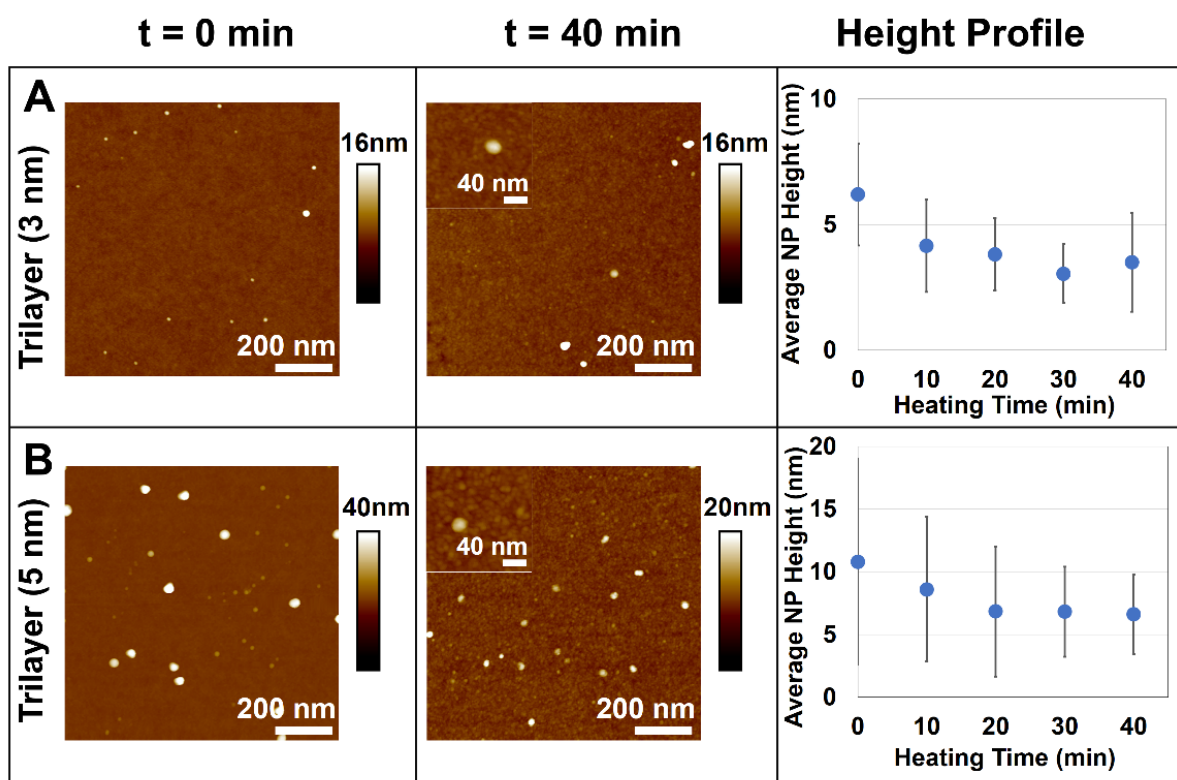 t = 0 min
t = 40 min
Height Profile
A
Trilayer (3 nm)
16nm
200 nm
40 nm
16nm
200 nm
Average NP Height (nm)
10
5
0
0 10 20 30 40
Heating Time (min)
B
Trilayer (5 nm)
40nm
200 nm
40 nm
20nm
200 nm
Average NP Height (nm)
20
15
10
5
0
0 10 20 30 40
Heating Time (min)